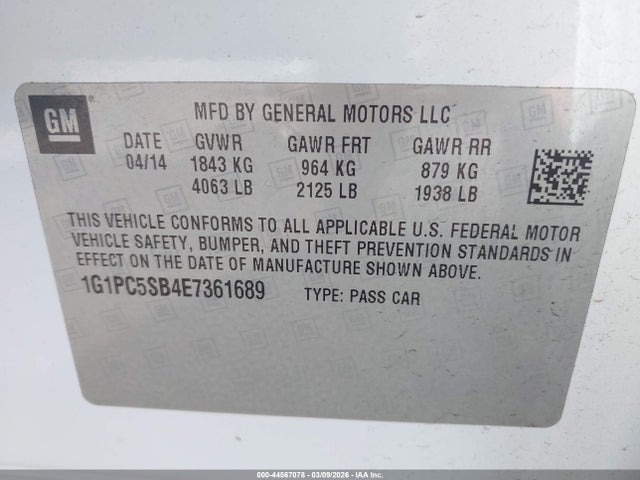 GM®
MFD BY GENERAL MOTORS LLC
DATE GVWR GAWR FRT GAWR RR
04/14 1843 KG 964 KG 879 KG
4063 LB 2125 LB 1938 LB
THIS VEHICLE CONFORMS TO ALL APPLICABLE U.S. FEDERAL MOTOR
VEHICLE SAFETY, BUMPER, AND THEFT PREVENTION STANDARDS IN
EFFECT ON THE DATE OF MANUFACTURE SHOWN ABOVE.
1G1PC5SB4E7361689 TYPE: PASS CAR
000-44567078 | 03/09/2026 | IAA Inc.